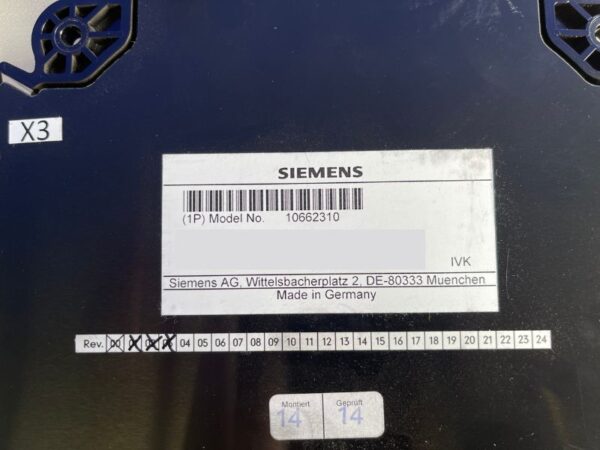 X3
SIEMENS
(1P) Model No. 10662310
IVK
Siemens AG, Wittelsbacherplatz 2, DE-80333 Muenchen
Made in Germany
Rev. 00 01 02 03 04 05 06 07 08 09 10 11 12 13 14 15 16 17 18 19 20 21 22 23 24
Montiert Geprüft
14 14